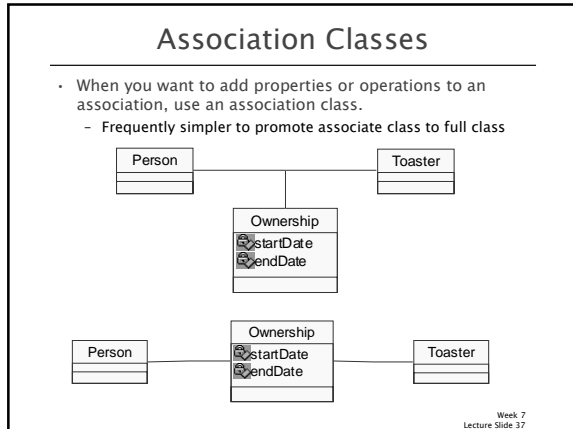 Association Classes
• When you want to add properties or operations to an
association, use an association class.
– Frequently simpler to promote associate class to full class
Person
Toaster
Ownership
startDate
endDate
Person
Ownership
startDate
endDate
Toaster
Week 7
Lecture Slide 37